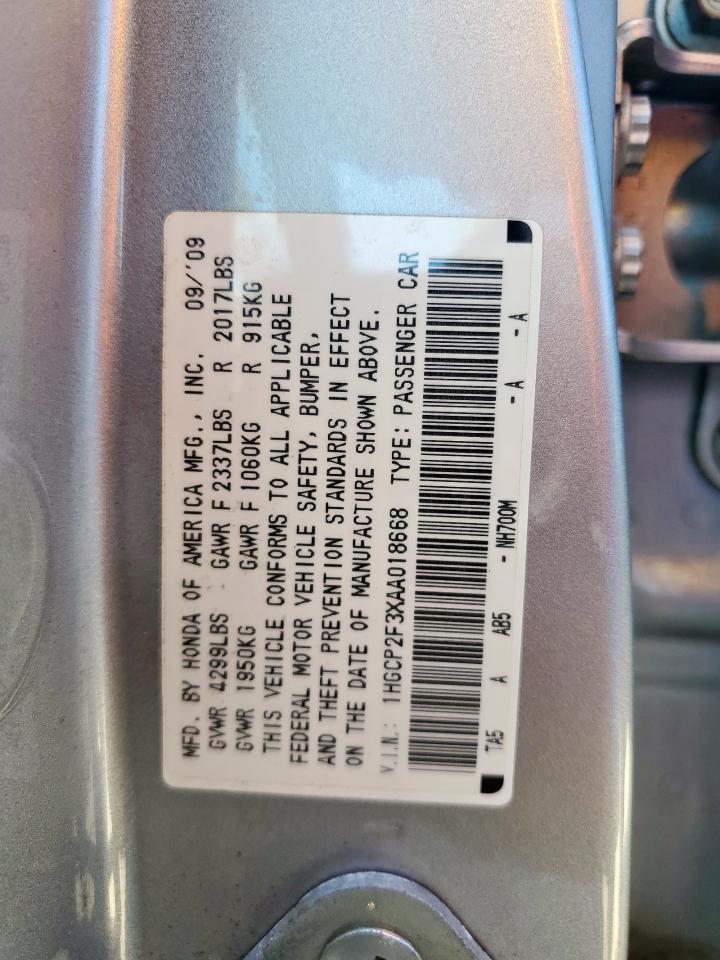 MFD. BY HONDA OF AMERICA MFG., INC. 09/'09
GVWR 4299LBS GAWR F 2337LBS R 2017LBS
GVWR 1950KG GAWR F 1060KG R 915KG
THIS VEHICLE CONFORMS TO ALL APPLICABLE
FEDERAL MOTOR VEHICLE SAFETY, BUMPER,
AND THEFT PREVENTION STANDARDS IN EFFECT
ON THE DATE OF MANUFACTURE SHOWN ABOVE.
V.I.N.: 1HGCP2F3XAA018668 TYPE: PASSENGER CAR
TA5 A AB5 - NH700M - A - A